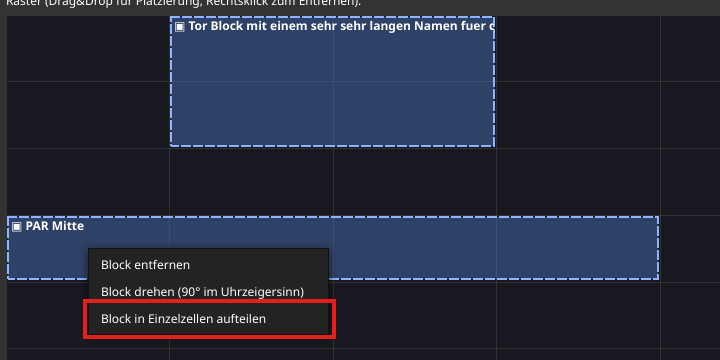 Raster (Drag&Drop für Platzierung, Rechtsklick zum Entfernen).
▣ Tor Block mit einem sehr sehr langen Namen fuer
▣ PAR Mitte
Block entfernen
Block drehen (90° im Uhrzeigersinn)
Block in Einzelzellen aufteilen